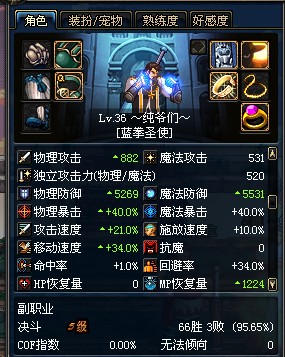 角色 装扮/宠物 熟练度 好感度
Lv.36 ～纯爷们～
[蓝拳圣使]
物理攻击 882 魔法攻击 531
独立攻击力(物理/魔法) 520
物理防御 5269 魔法防御 5531
物理暴击 +40.0% 魔法暴击 +40.0%
攻击速度 +21.0% 施放速度 +10.0%
移动速度 +34.0% 抗魔 0
命中率 +1.0% 回避率 +34.0%
HP恢复量 0 MP恢复量 1224
副职业
决斗 5级 66胜 3败 (95.65%)
COF指数 0.00% 无法倾向 0